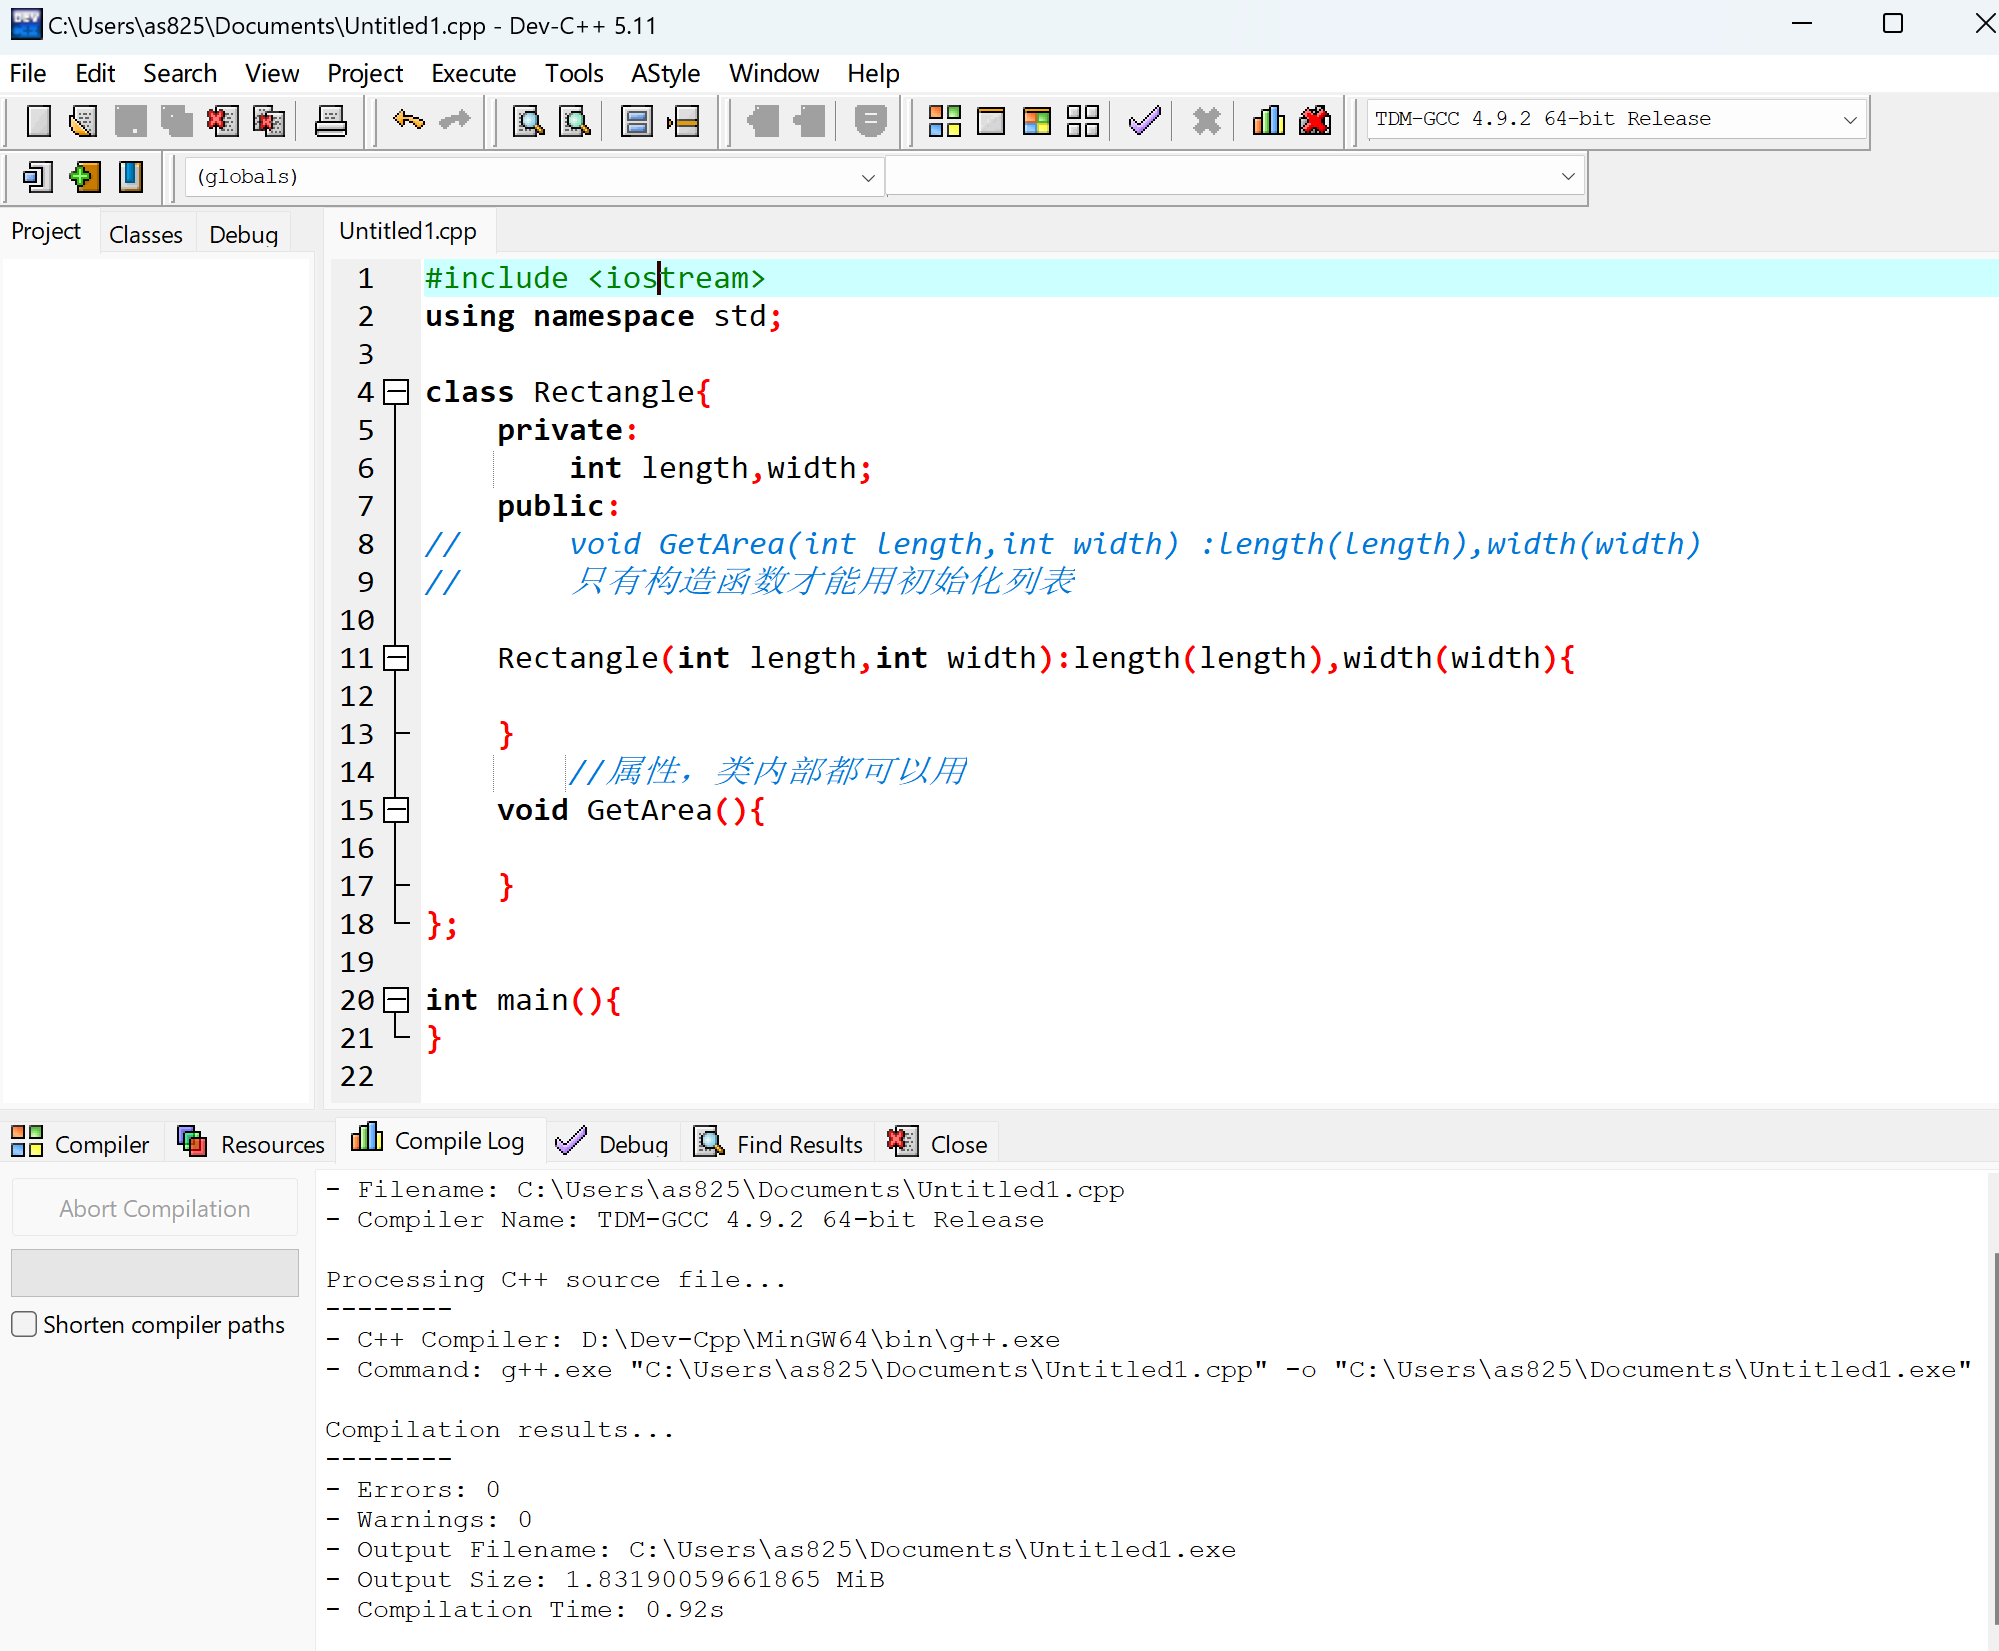 C:\Users\as825\Documents\Untitled1.cpp - Dev-C++ 5.11
File Edit Search View Project Execute Tools AStyle Window Help
TDM-GCC 4.9.2 64-bit Release
(globals)
Project Classes Debug Untitled1.cpp
1 #include <iostream>
2 using namespace std;
3
4 class Rectangle{
5     private:
6         int length,width;
7     public:
8 //      void GetArea(int length,int width) :length(length),width(width)
9 //      只有构造函数才能用初始化列表
10
11     Rectangle(int length,int width):length(length),width(width){
12
13     }
14         //属性，类内部都可以用
15     void GetArea(){
16
17     }
18 };
19
20 int main(){
21 }
22
Compiler Resources Compile Log Debug Find Results Close
Abort Compilation
Shorten compiler paths
- Filename: C:\Users\as825\Documents\Untitled1.cpp
- Compiler Name: TDM-GCC 4.9.2 64-bit Release
Processing C++ source file...
--------
- C++ Compiler: D:\Dev-Cpp\MinGW64\bin\g++.exe
- Command: g++.exe "C:\Users\as825\Documents\Untitled1.cpp" -o "C:\Users\as825\Documents\Untitled1.exe"
Compilation results...
--------
- Errors: 0
- Warnings: 0
- Output Filename: C:\Users\as825\Documents\Untitled1.exe
- Output Size: 1.83190059661865 MiB
- Compilation Time: 0.92s